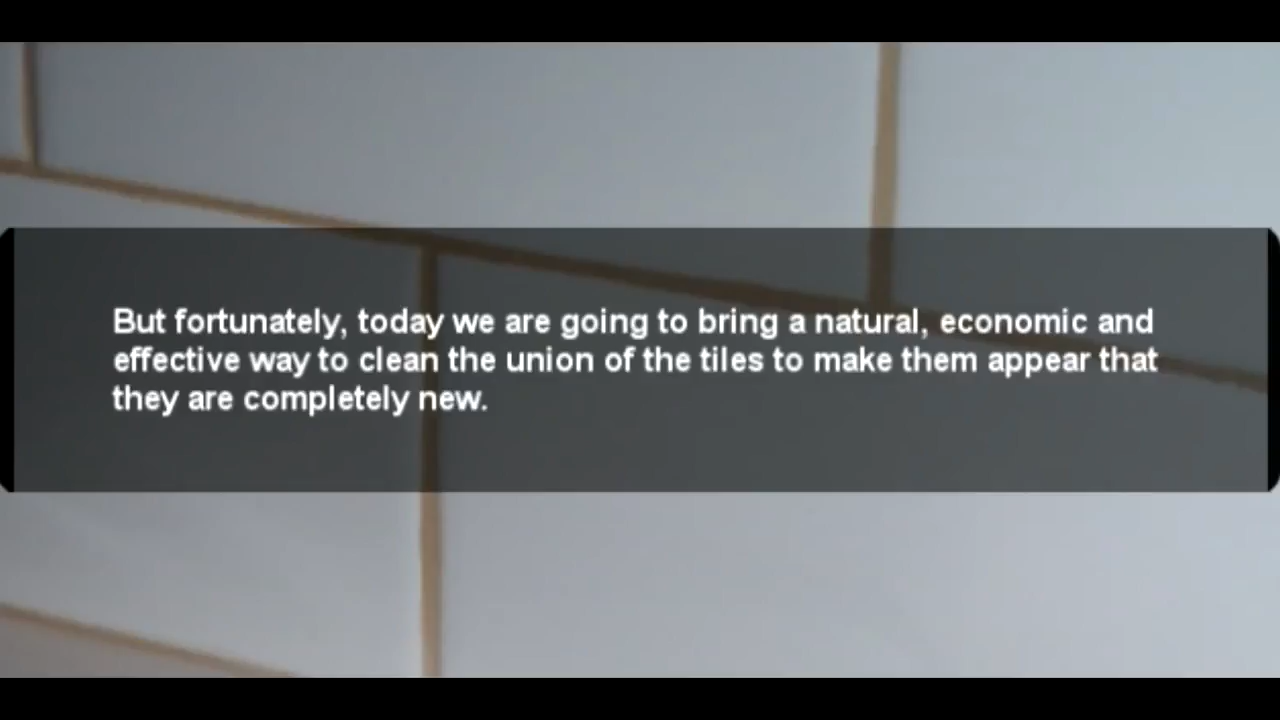 But fortunately, today we are going to bring a natural, economic and
effective way to clean the union of the tiles to make them appear that
they are completely new.